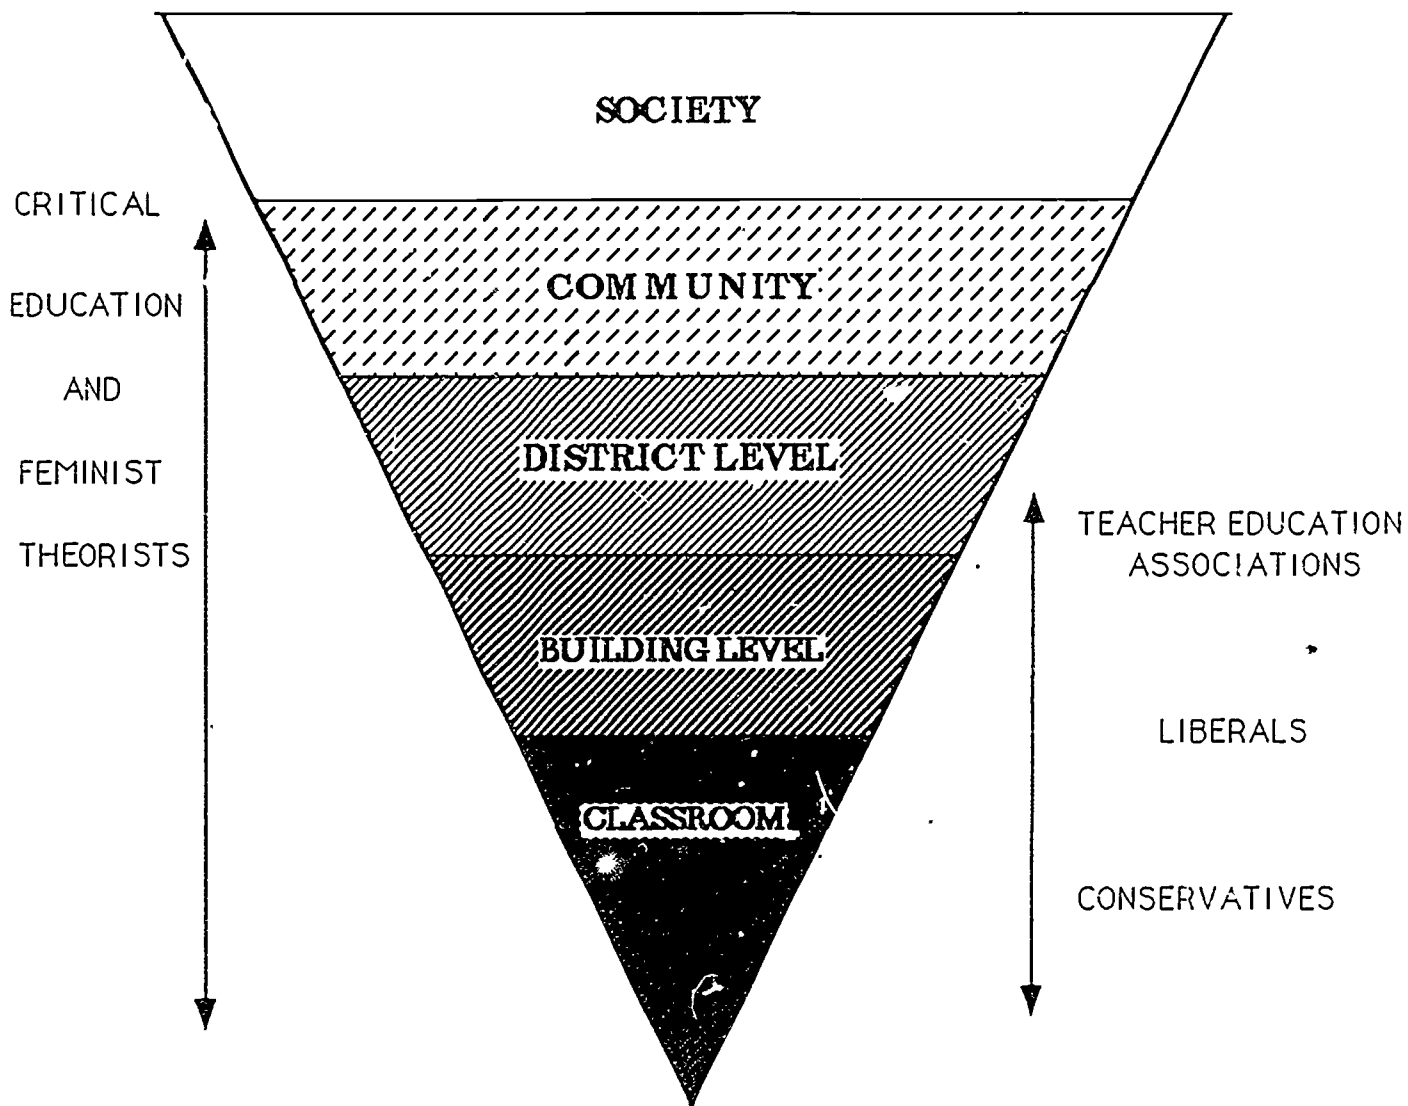 SOCIETY
CRITICAL
EDUCATION
AND
FEMINIST
THEORISTS
COMMUNITY
DISTRICT LEVEL
BUILDING LEVEL
CLASSROOM
TEACHER EDUCATION
ASSOCIATIONS
LIBERALS
CONSERVATIVES